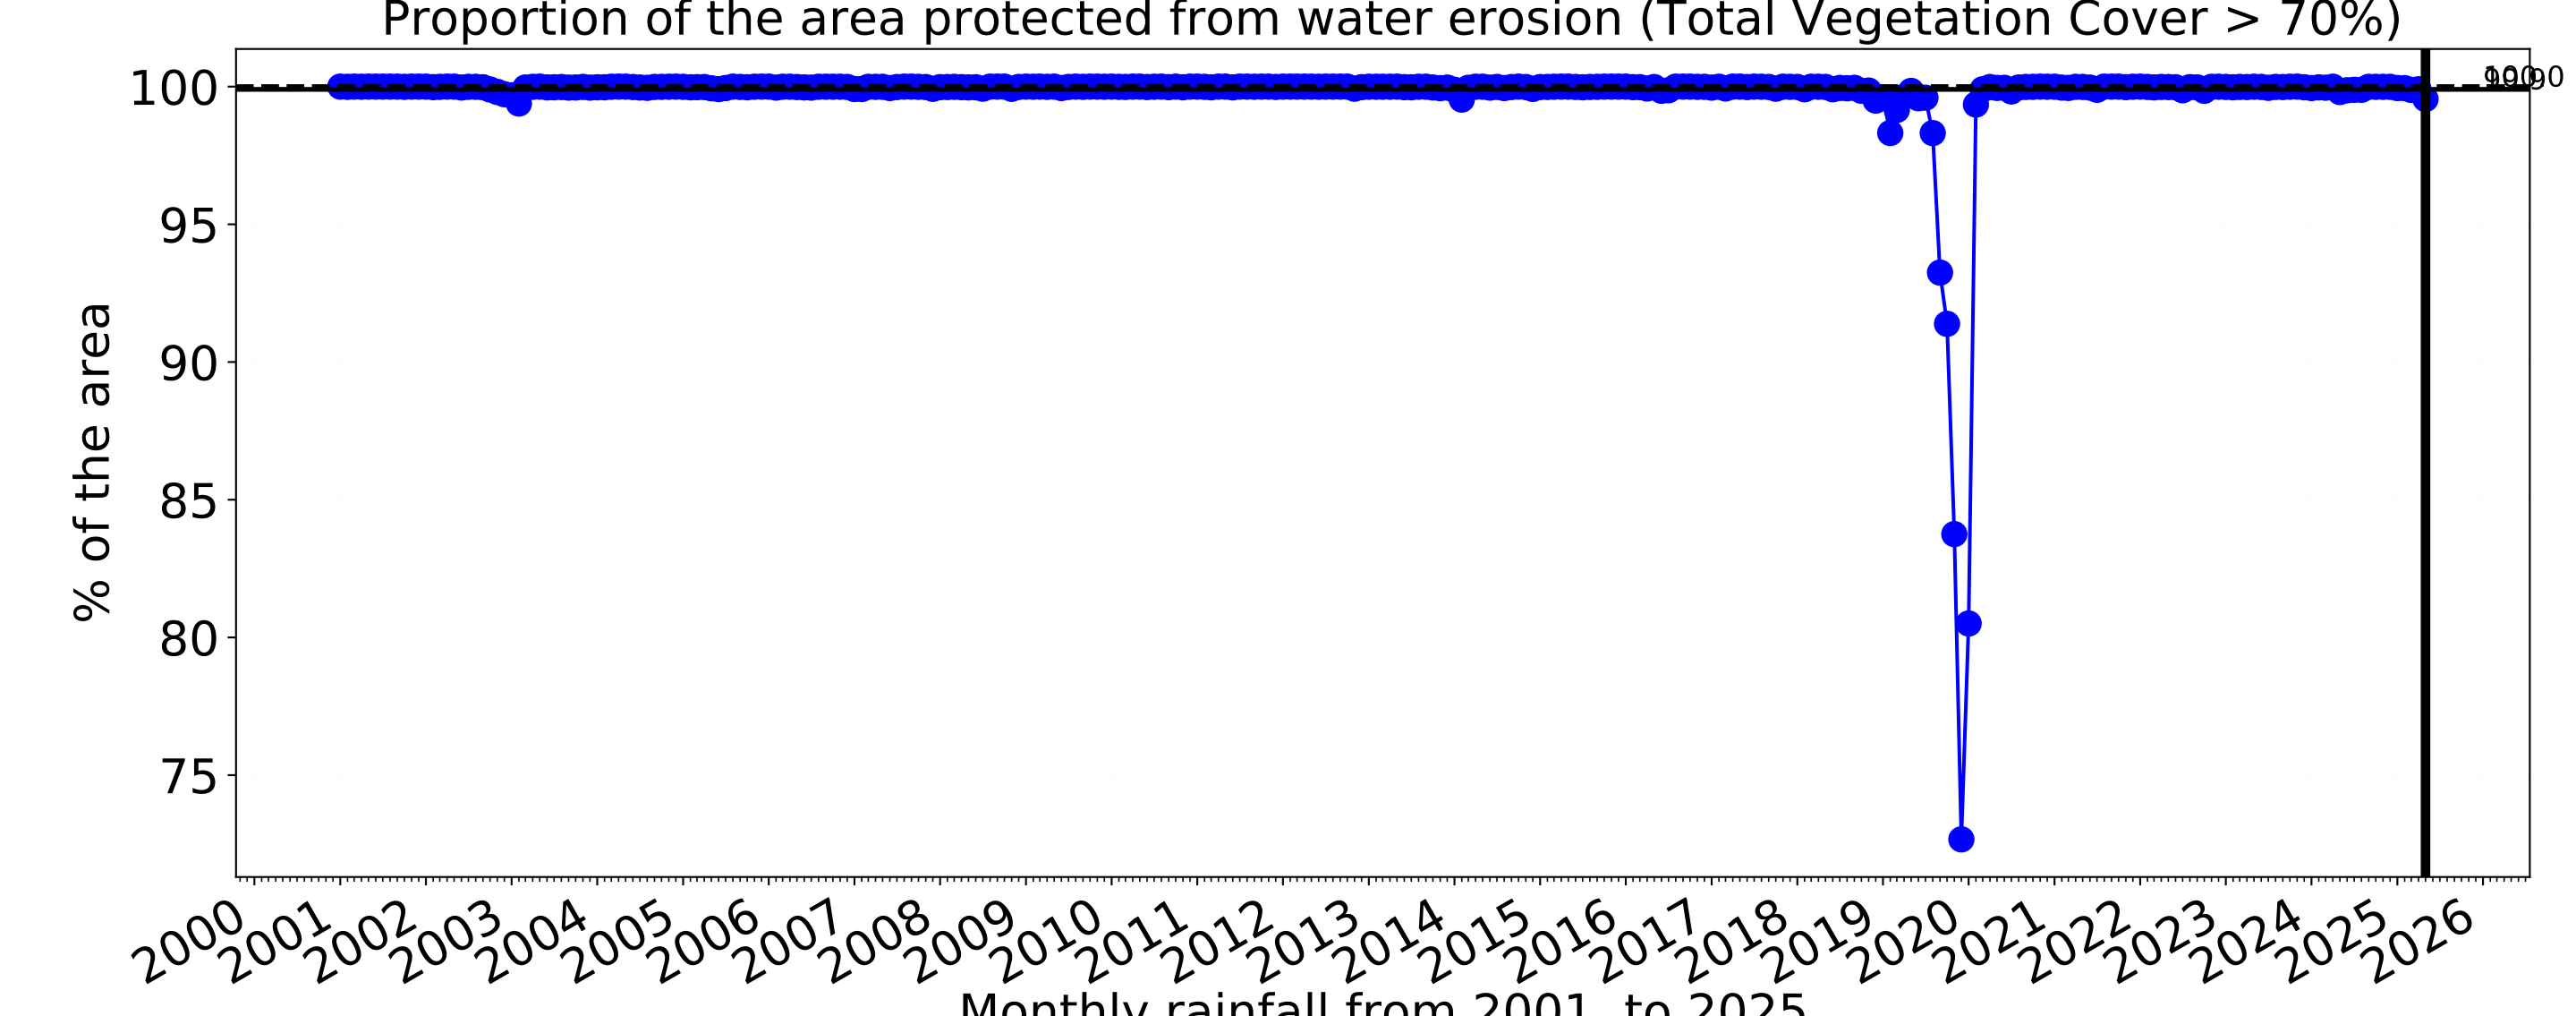 Proportion of the area protected from water erosion (Total Vegetation Cover > 70%)
100
95
90
85
80
75
% of the area
2000 2001 2002 2003 2004 2005 2006 2007 2008 2009 2010 2011 2012 2013 2014 2015 2016 2017 2018 2019 2020 2021 2022 2023 2024 2025 2026
Monthly rainfall from 2001 to 2025